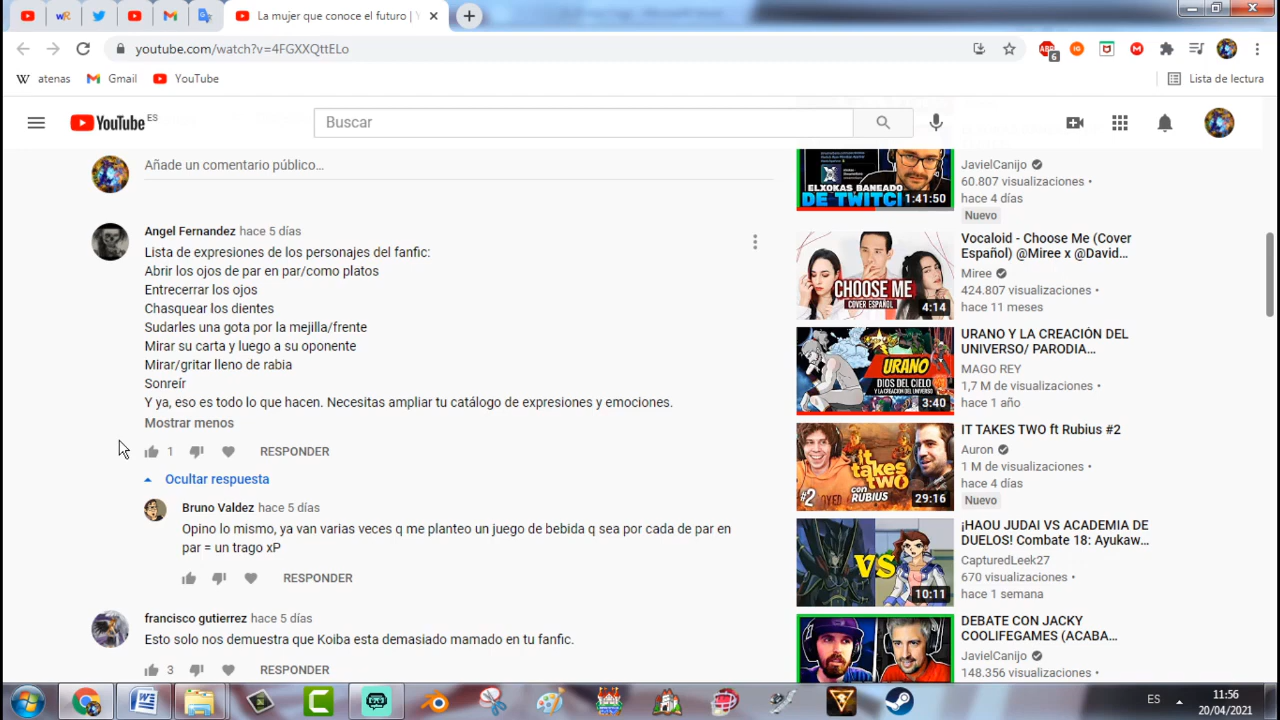 La mujer que conoce el futuro | Y
youtube.com/watch?v=4FGXXQttELo
6
atenas
Gmail
YouTube
Lista de lectura
YouTube ES
Buscar
Añade un comentario público...
Angel Fernandez hace 5 días
Lista de expresiones de los personajes del fanfic:
Abrir los ojos de par en par/como platos
Entrecerrar los ojos
Chasquear los dientes
Sudarles una gota por la mejilla/frente
Mirar su carta y luego a su oponente
Mirar/gritar lleno de rabia
Sonreír
Y ya, es lo único que hacen. Necesitas ampliar tu catálogo de expresiones y emociones.
Mostrar menos
1
RESPONDER
Ocultar respuesta
Bruno Valdez hace 5 días
Opino lo mismo, ya van varias veces q me planteo un juego de bebida q sea por cada de par en
par = un trago xP
RESPONDER
francisco gutierrez hace 5 días
Esto solo nos demuestra que Koiba esta demasiado mamado en tu fanfic.
3
RESPONDER
ELXOKAS BANEADO
DE TWITCH
1:41:50
JavielCanijo
60.807 visualizaciones •
hace 4 días
Nuevo
CHOOSE ME
COVER ESPAÑOL
4:14
Vocaloid - Choose Me (Cover
Español) @Miree x @David...
Miree
424.807 visualizaciones •
hace 11 meses
URANO
DIOS DEL CIELO
Y LA CREACIÓN DEL UNIVERSO
3:40
URANO Y LA CREACIÓN DEL
UNIVERSO/ PARODIA...
MAGO REY
1,7 M de visualizaciones •
hace 1 año
it takes two
#2
CON RUBIUS
29:16
IT TAKES TWO ft Rubius #2
Auron
1 M de visualizaciones •
hace 4 días
Nuevo
VS
10:11
¡HAOU JUDAI VS ACADEMIA DE
DUELOS! Combate 18: Ayukaw...
CapturedLeek27
670 visualizaciones •
hace 1 semana
DEBATE CON JACKY
COOLIFEGAMES (ACABA...
JavielCanijo
148.356 visualizaciones •
ES
11:56
20/04/2021